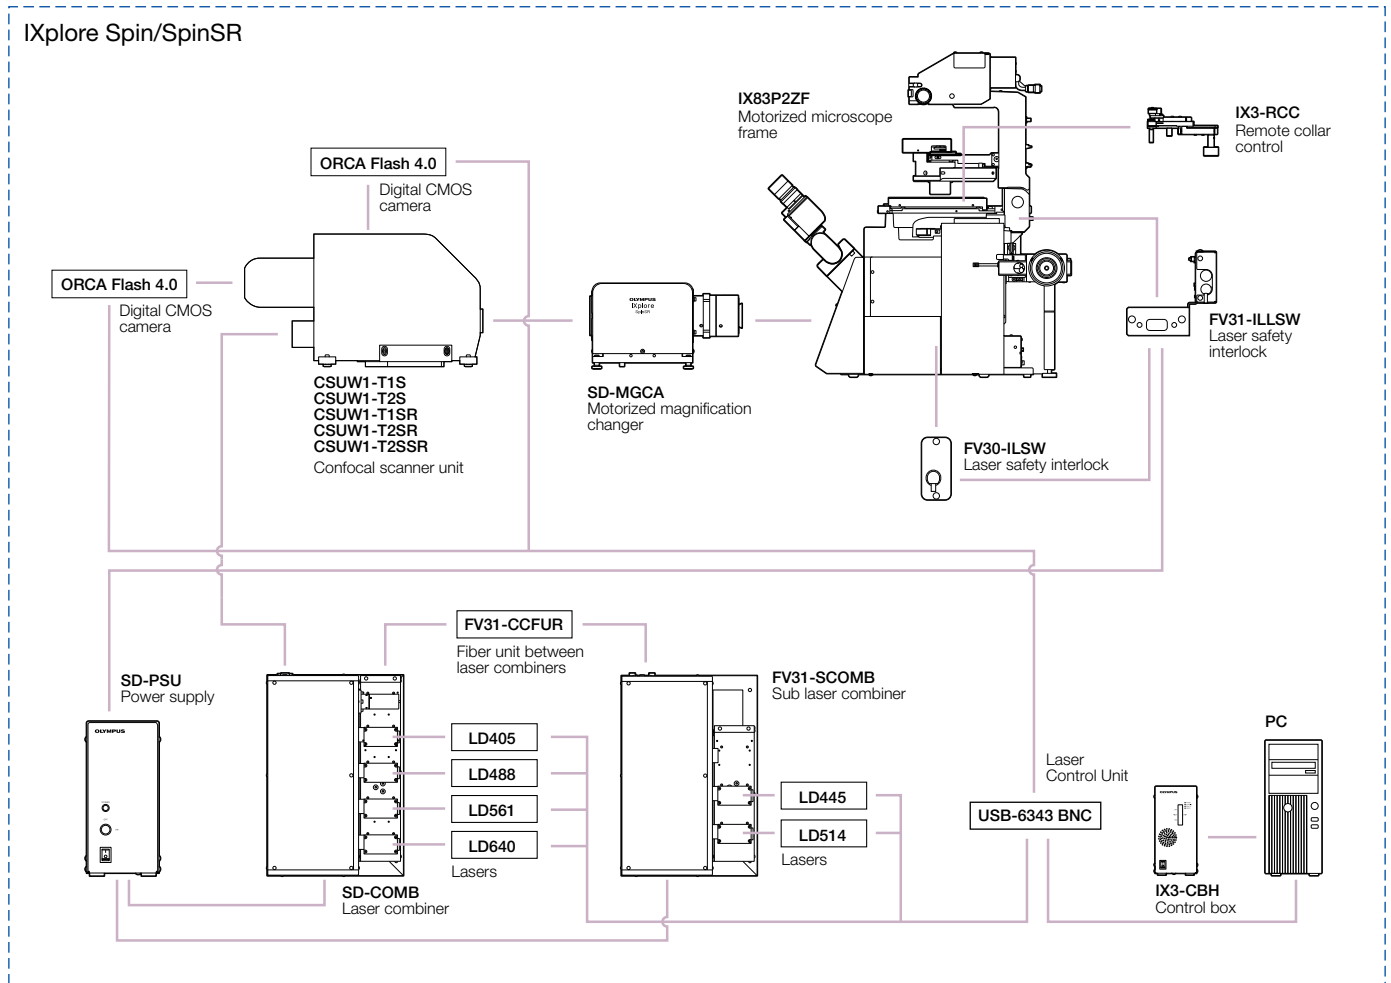 IXplore Spin/SpinSR
IX83P2ZF
Motorized microscope
frame
IX3-RCC
Remote collar
control
ORCA Flash 4.0
Digital CMOS
camera
ORCA Flash 4.0
Digital CMOS
camera
OLYMPUS
IXplore
SpinSR
FV31-ILLSW
Laser safety
interlock
CSUW1-T1S
CSUW1-T2S
CSUW1-T1SR
CSUW1-T2SR
CSUW1-T2SSR
Confocal scanner unit
SD-MGCA
Motorized magnification
changer
FV30-ILSW
Laser safety interlock
FV31-CCFUR
Fiber unit between
laser combiners
SD-PSU
Power supply
FV31-SCOMB
Sub laser combiner
OLYMPUS
LD405
LD488
LD561
LD640
Lasers
LD445
LD514
Lasers
Laser
Control Unit
USB-6343 BNC
PC
SD-COMB
Laser combiner
IX3-CBH
Control box